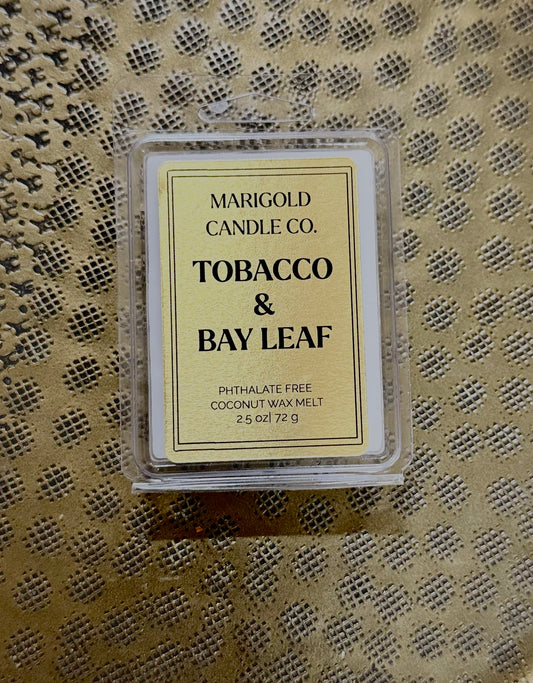 MARIGOLD
CANDLE CO.
TOBACCO
&
BAY LEAF
PHTHALATE FREE
COCONUT WAX MELT
2.5 oz| 72 g